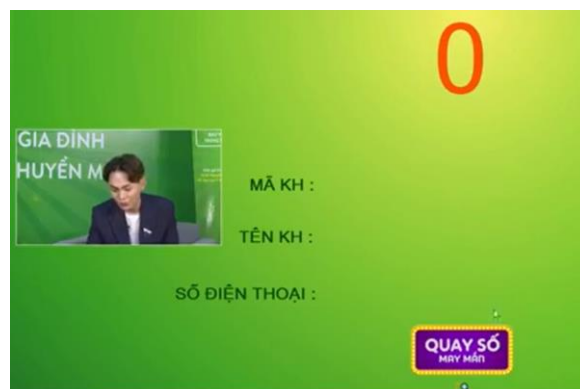 0
GIA ĐÌNH
HUYỀN M
MÃ KH :
TÊN KH :
SỐ ĐIỆN THOẠI :
QUAY SỐ
MAY MẮN